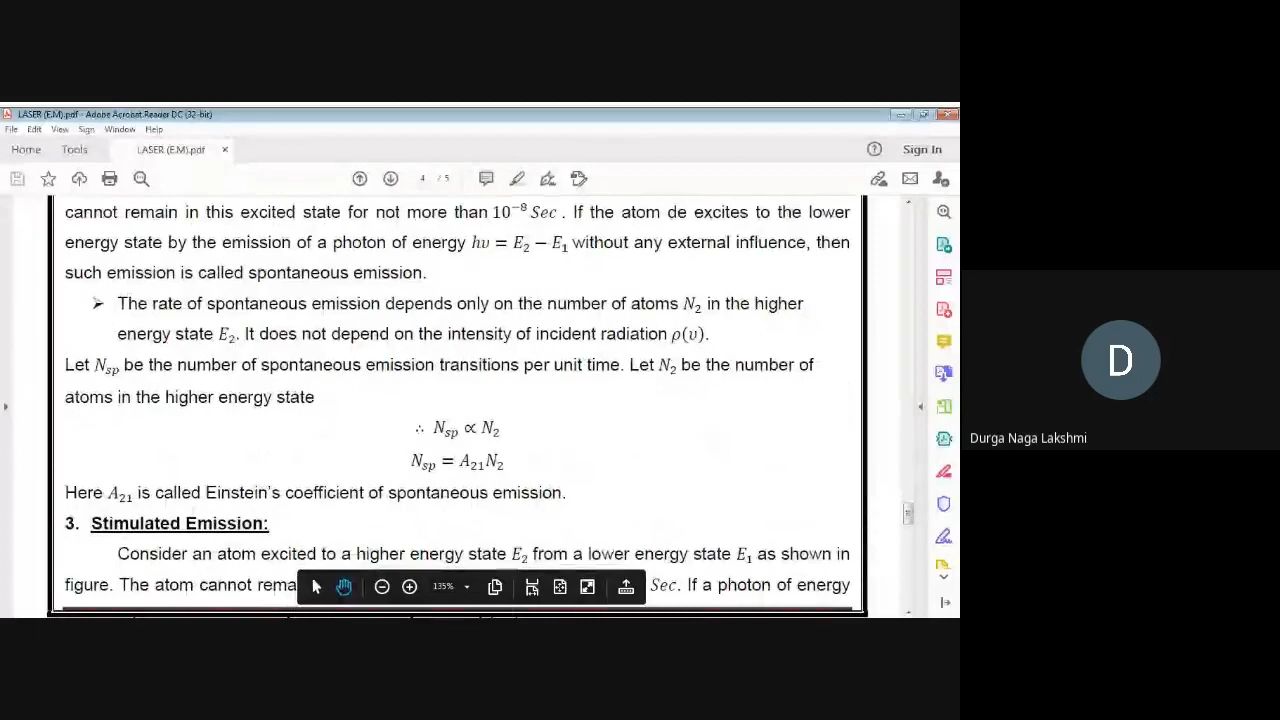 LASER (E.M).pdf - Adobe Acrobat Reader DC (32-bit)
File Edit View Sign Window Help
Home Tools LASER (E.M).pdf × Sign In
4 / 5
cannot remain in this excited state for not more than 10⁻⁸ Sec . If the atom de excites to the lower
energy state by the emission of a photon of energy hυ = E₂ − E₁ without any external influence, then
such emission is called spontaneous emission.
➢ The rate of spontaneous emission depends only on the number of atoms N₂ in the higher
energy state E₂. It does not depend on the intensity of incident radiation ρ(υ).
Let Nsp be the number of spontaneous emission transitions per unit time. Let N₂ be the number of
atoms in the higher energy state
∴ Nsp ∝ N₂
Nsp = A₂₁N₂
Here A₂₁ is called Einstein's coefficient of spontaneous emission.
3. Stimulated Emission:
Consider an atom excited to a higher energy state E₂ from a lower energy state E₁ as shown in
figure. The atom cannot rema Sec. If a photon of energy
135%
D
Durga Naga Lakshmi